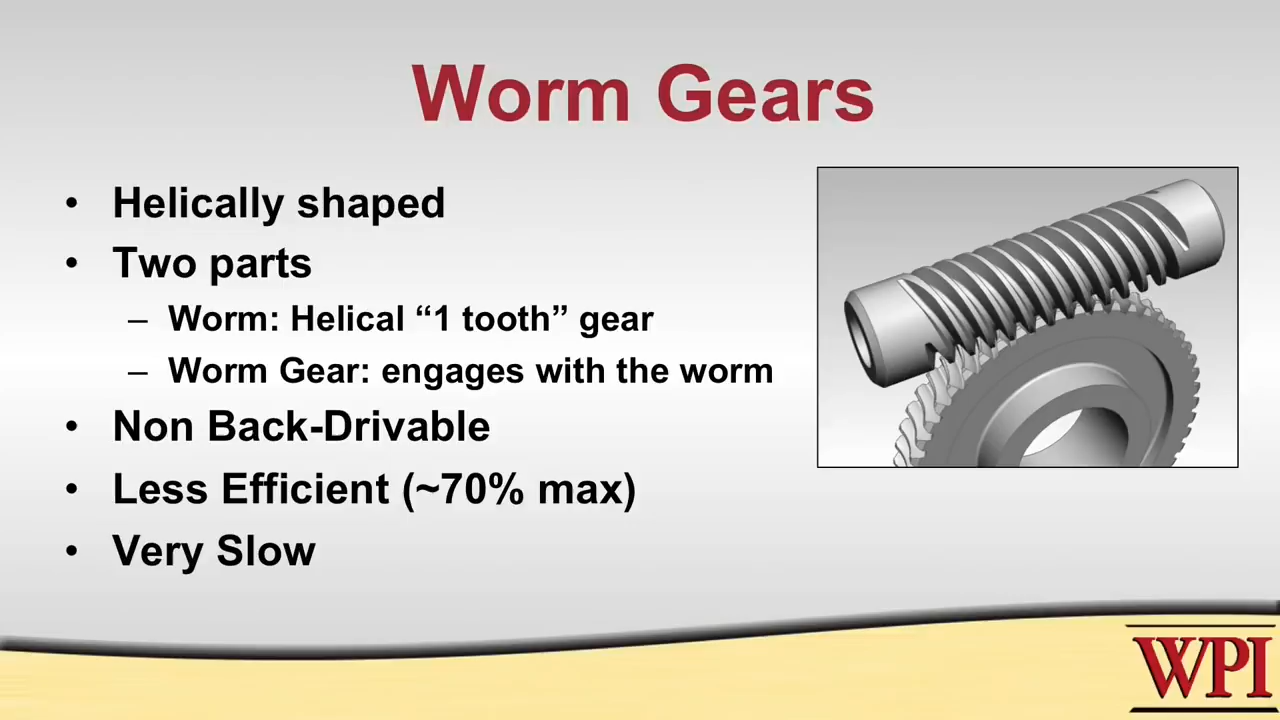 Worm Gears
• Helically shaped
• Two parts
– Worm: Helical “1 tooth” gear
– Worm Gear: engages with the worm
• Non Back-Drivable
• Less Efficient (~70% max)
• Very Slow
WPI